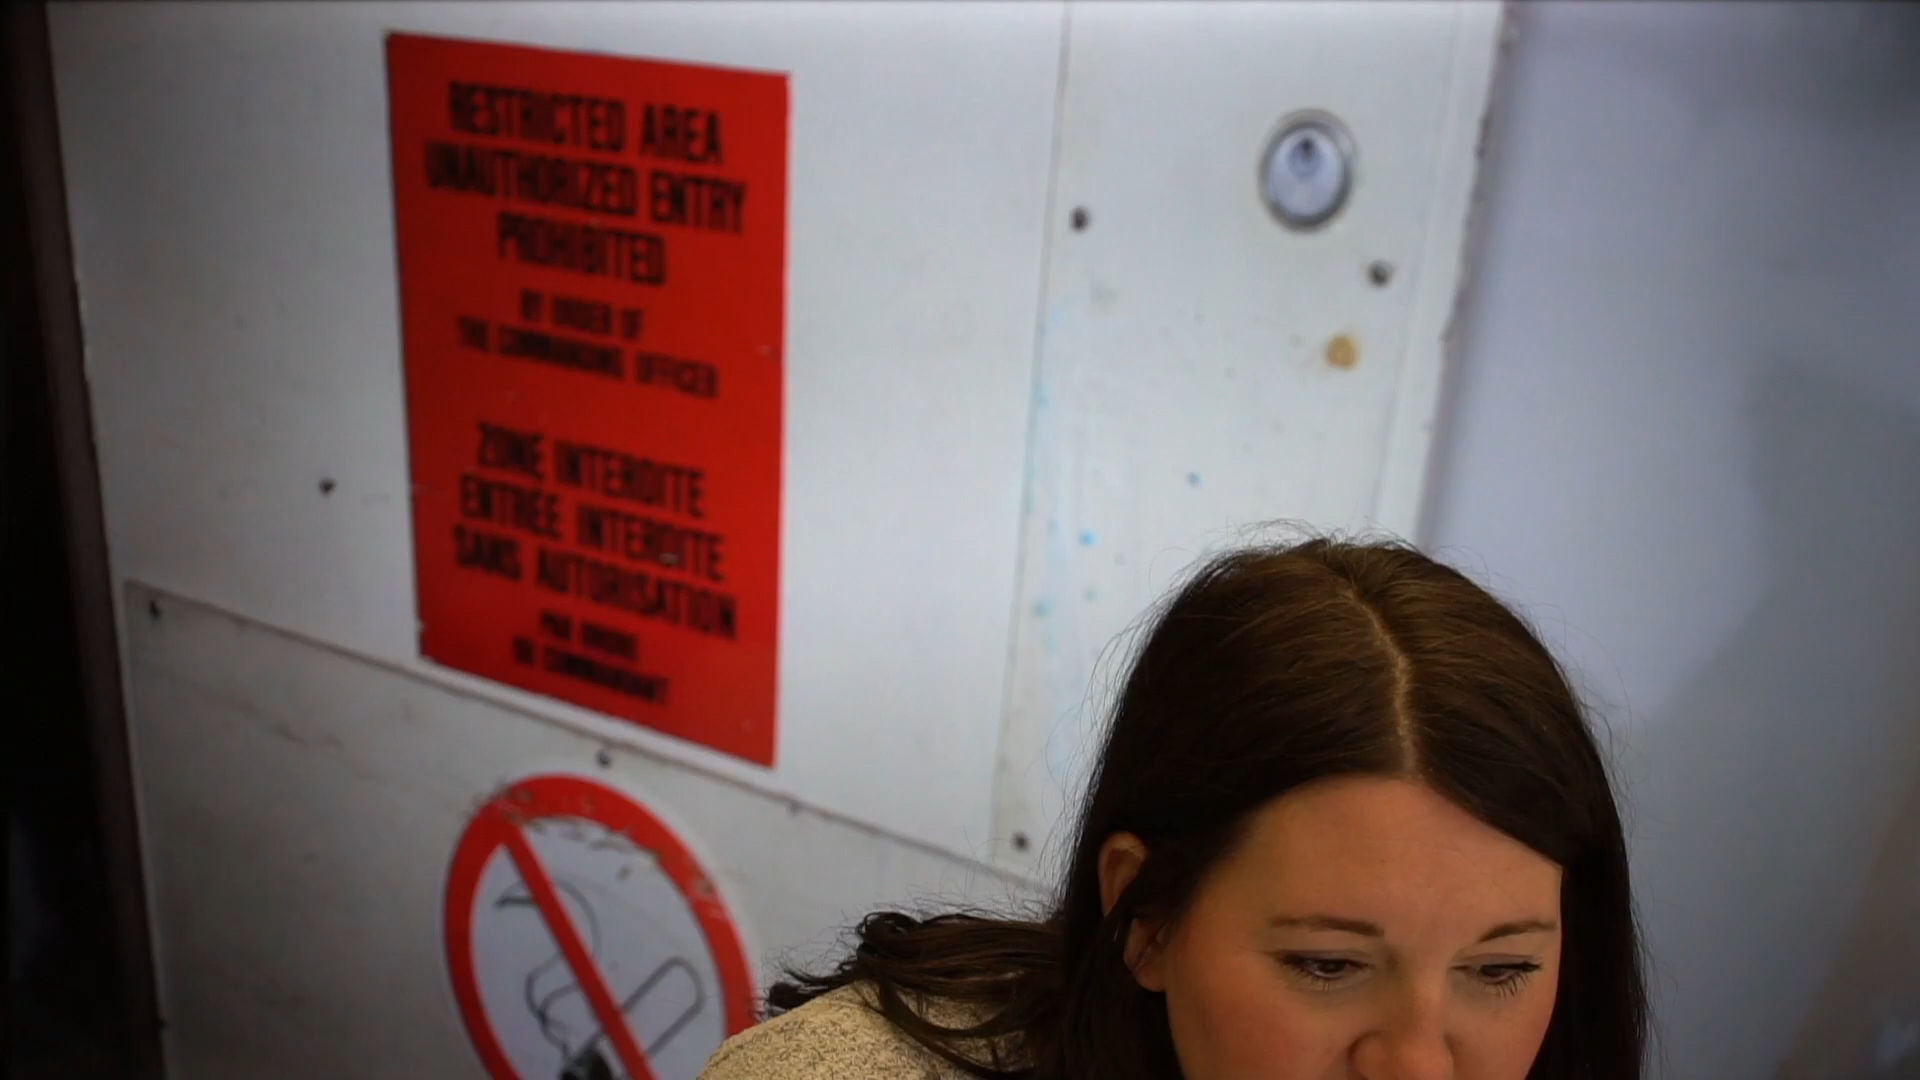 RESTRICTED AREA
UNAUTHORIZED ENTRY
PROHIBITED
BY ORDER OF
THE COMMANDING OFFICER
ZONE INTERDITE
ENTRÉE INTERDITE
SANS AUTORISATION
PAR ORDRE
DU COMMANDANT